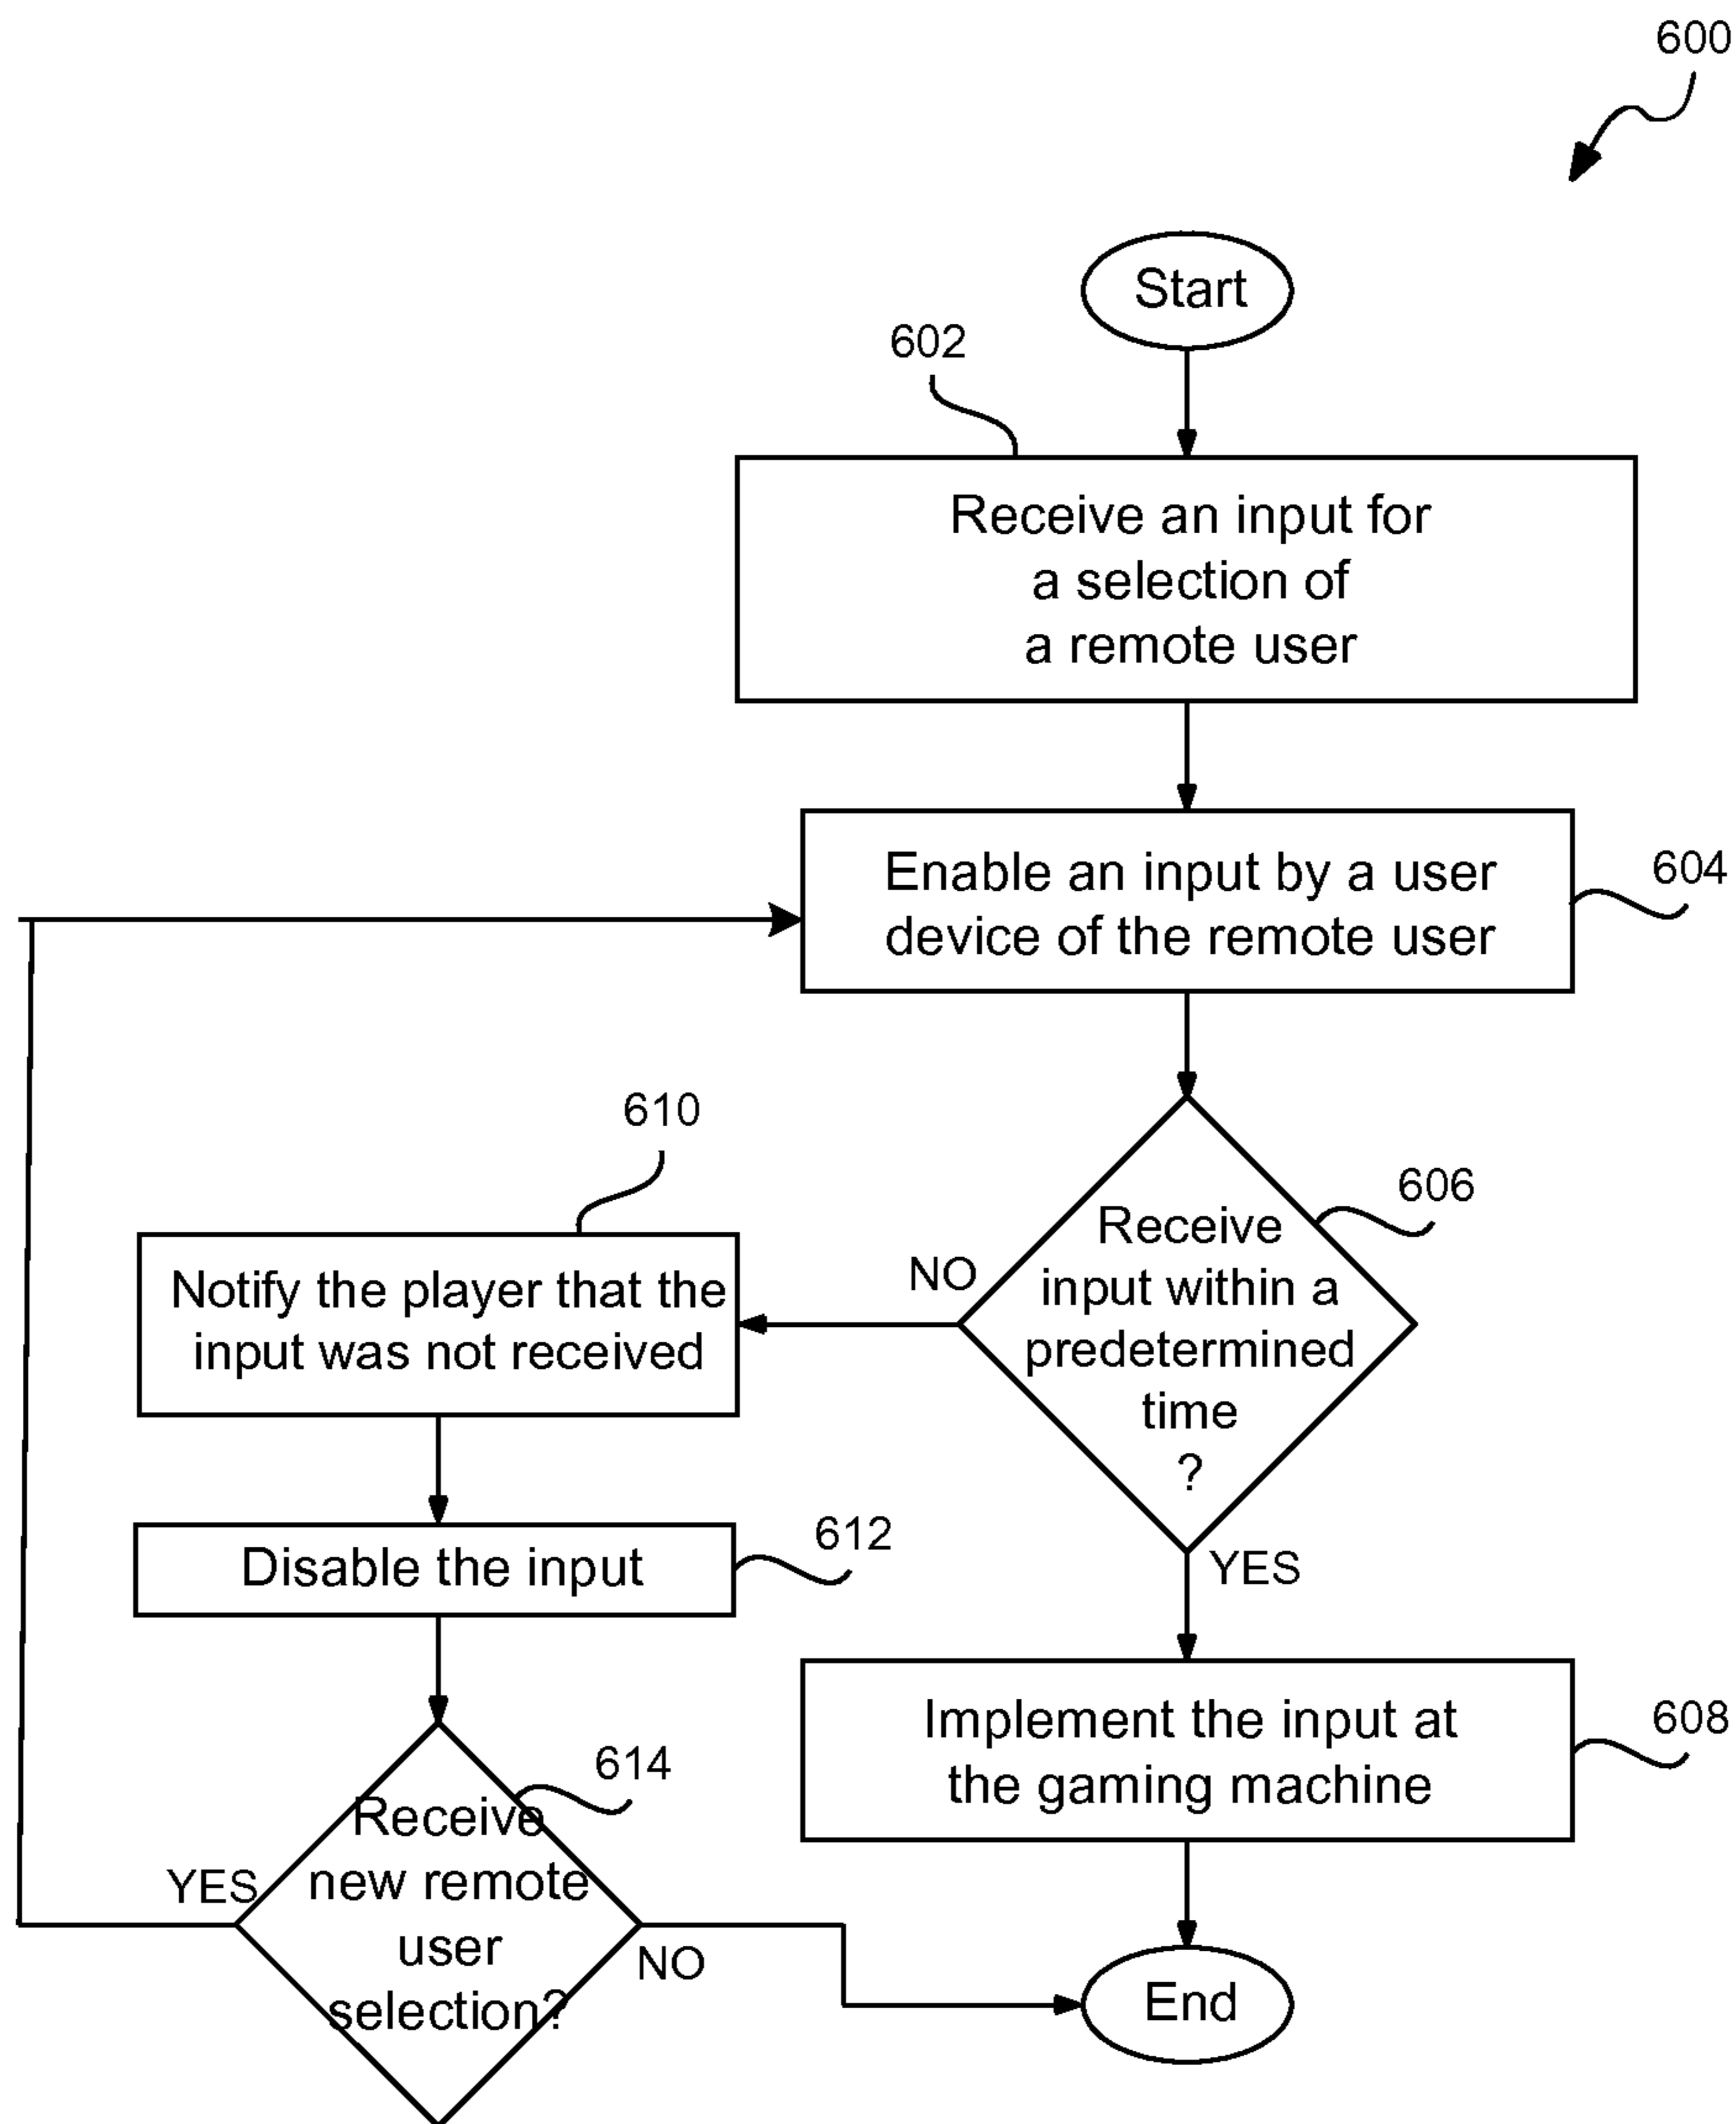 600
Start
602
Receive an input for
a selection of
a remote user
Enable an input by a user
device of the remote user
604
610
606
Receive
input within a
predetermined
time
?
NO
YES
Notify the player that the
input was not received
612
Disable the input
Implement the input at
the gaming machine
608
614
Receive
new remote
user
selection?
YES
NO
End